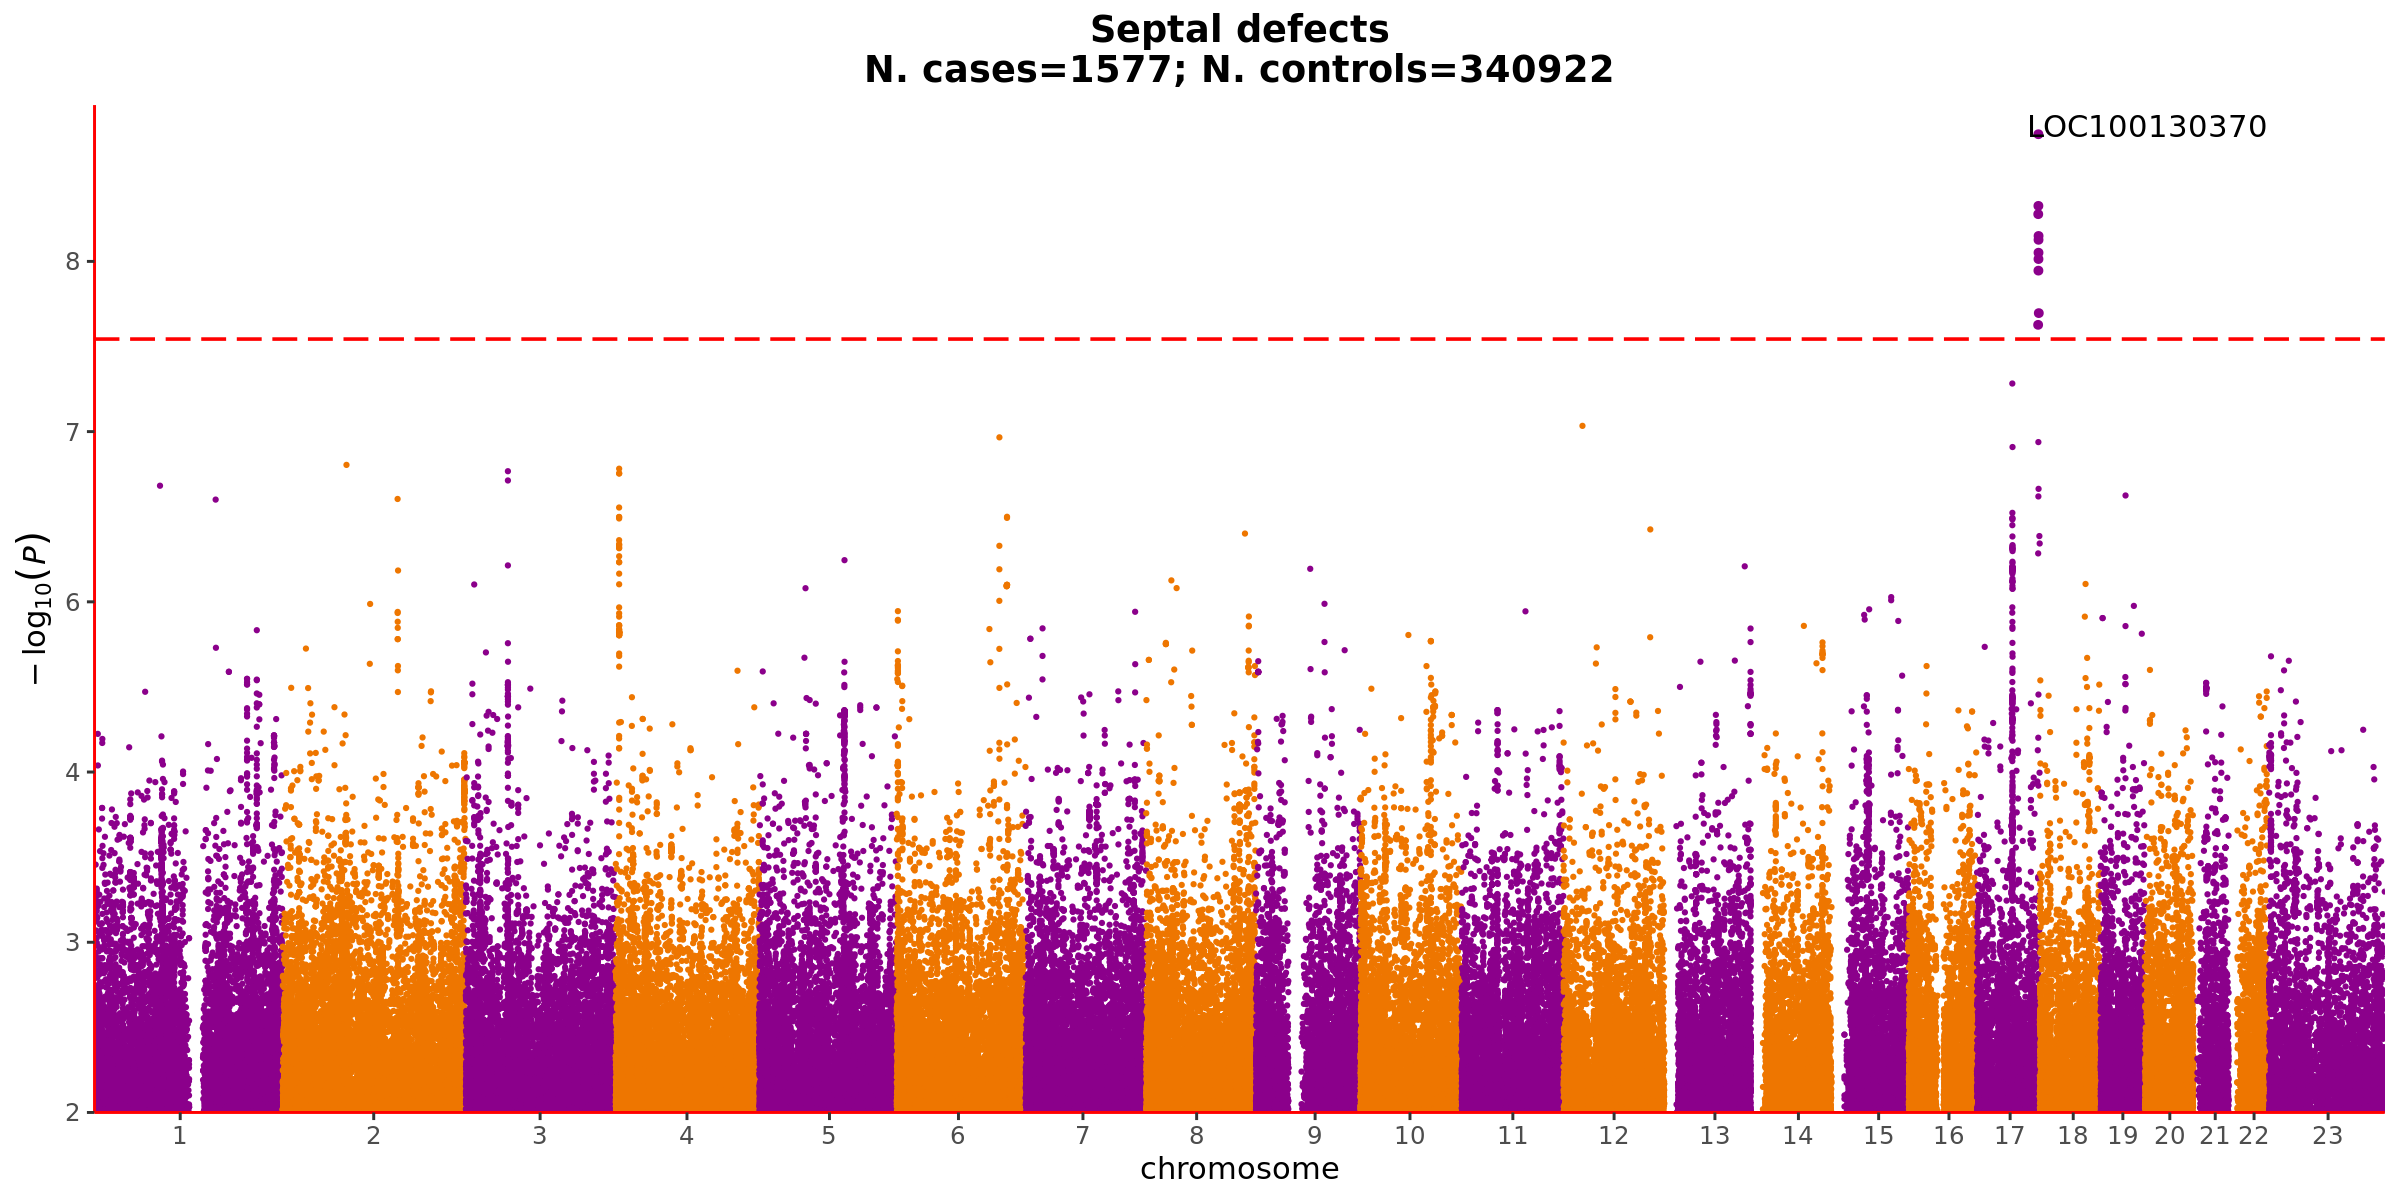 Septal defects
N. cases=1577; N. controls=340922
LOC100130370
8
7
6
4
3
2
− log10(P)
1 2 3 4 5 6 7 8 9 10 11 12 13 14 15 16 17 18 19 20 21 22 23
chromosome